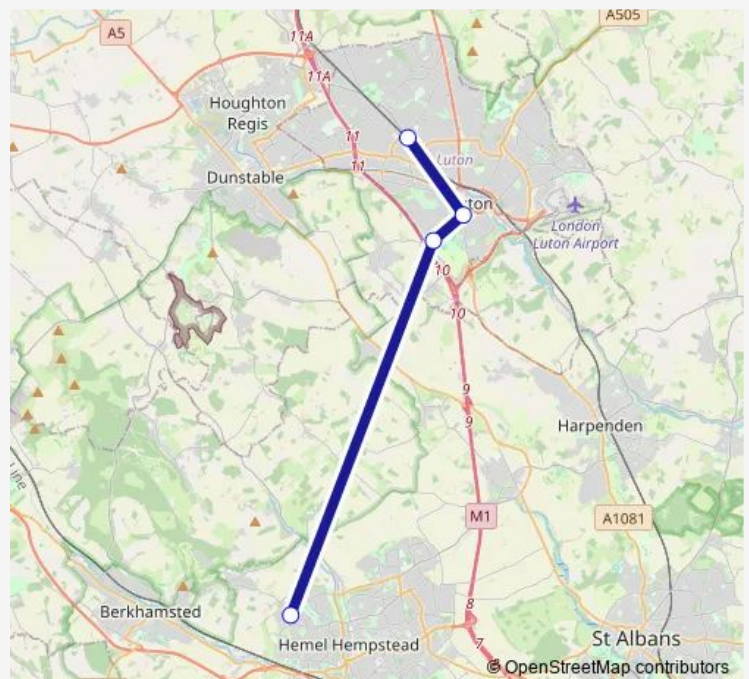 A5
A505
11A
11A
Houghton
Regis
11
11
Luton
Dunstable
ton
London
Luton Airport
10
10
9
9
Harpenden
Line
M1
A1081
8
7
Berkhamsted
Hemel Hempstead
St Albans
© OpenStreetMap contributors